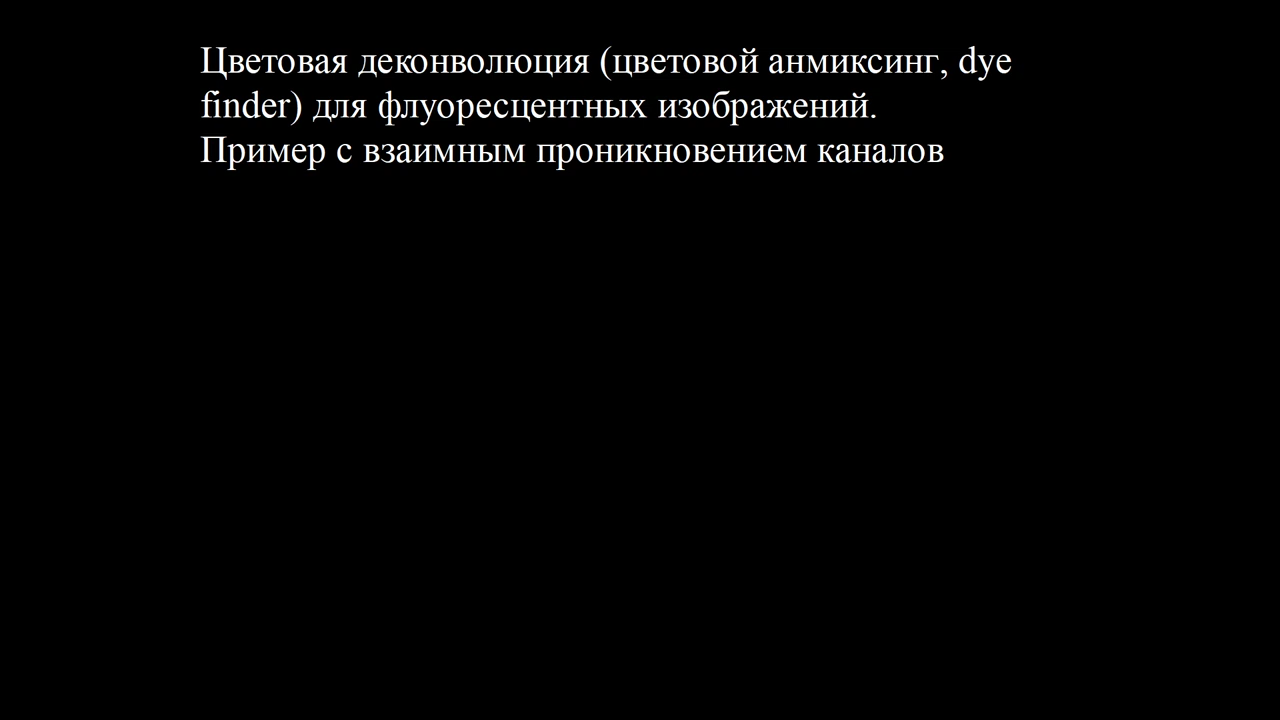 Цветовая деконволюция (цветовой анмиксинг, dye
finder) для флуоресцентных изображений.
Пример с взаимным проникновением каналов